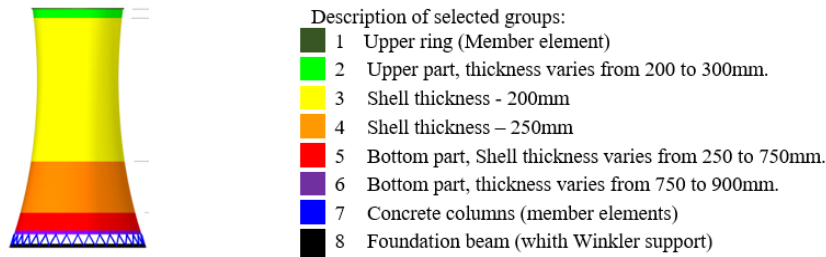 Description of selected groups:
1 Upper ring (Member element)
2 Upper part, thickness varies from 200 to 300mm.
3 Shell thickness - 200mm
4 Shell thickness – 250mm
5 Bottom part, Shell thickness varies from 250 to 750mm.
6 Bottom part, thickness varies from 750 to 900mm.
7 Concrete columns (member elements)
8 Foundation beam (whith Winkler support)